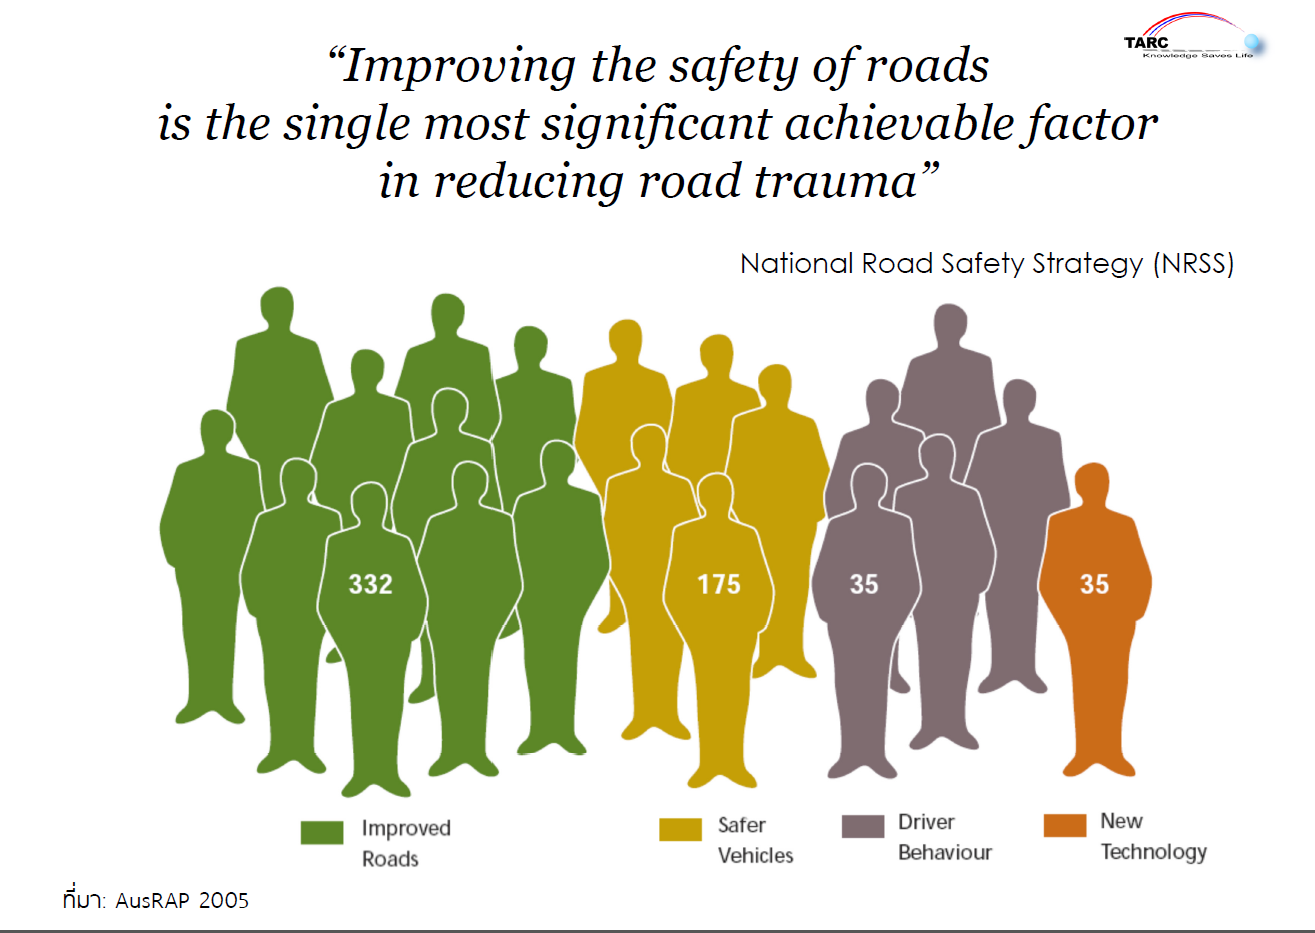 TARC
Knowledge Saves Life
“Improving the safety of roads
is the single most significant achievable factor
in reducing road trauma”
National Road Safety Strategy (NRSS)
332
175
35
35
Improved
Roads
Safer
Vehicles
Driver
Behaviour
New
Technology
ที่มา: AusRAP 2005